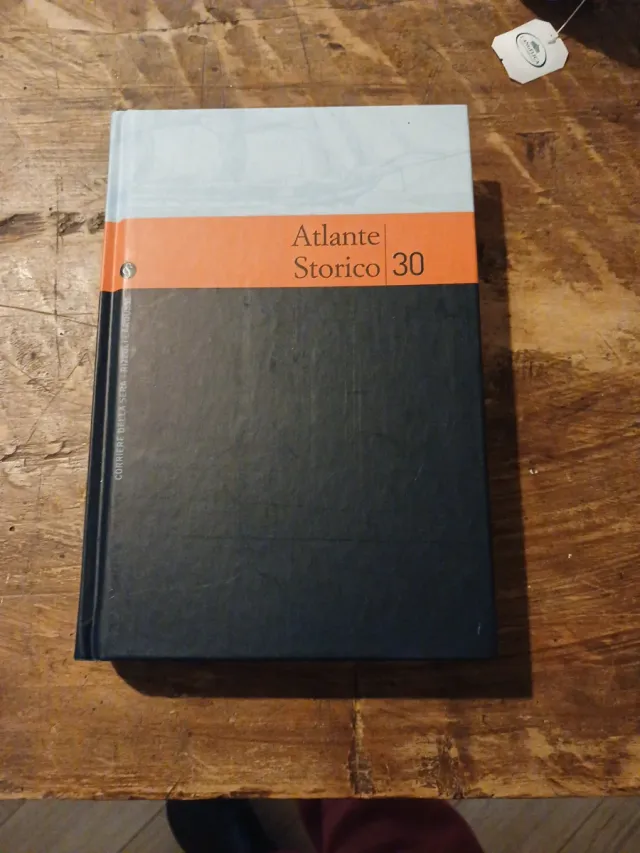 Atlante
Storico 30
CORRIERE DELLA SERA